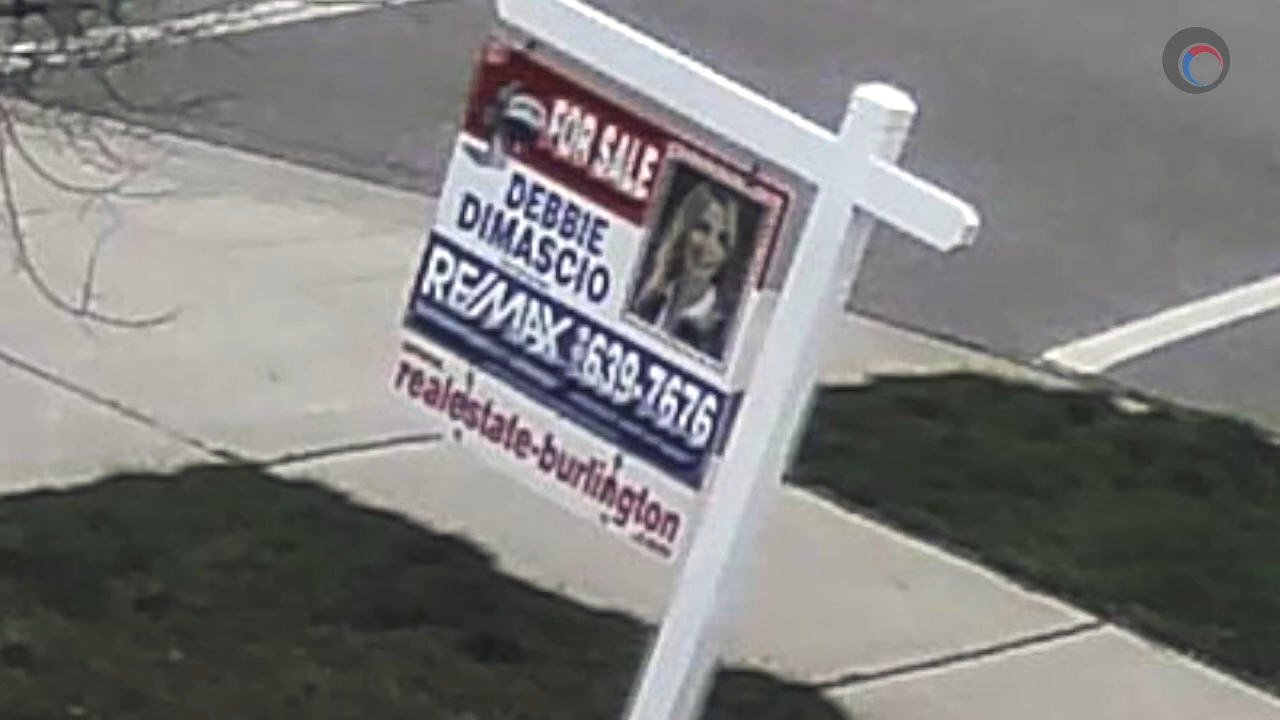 FOR SALE
DEBBIE
DIMASCIO
RE/MAX 639-7676
realestate-burlington